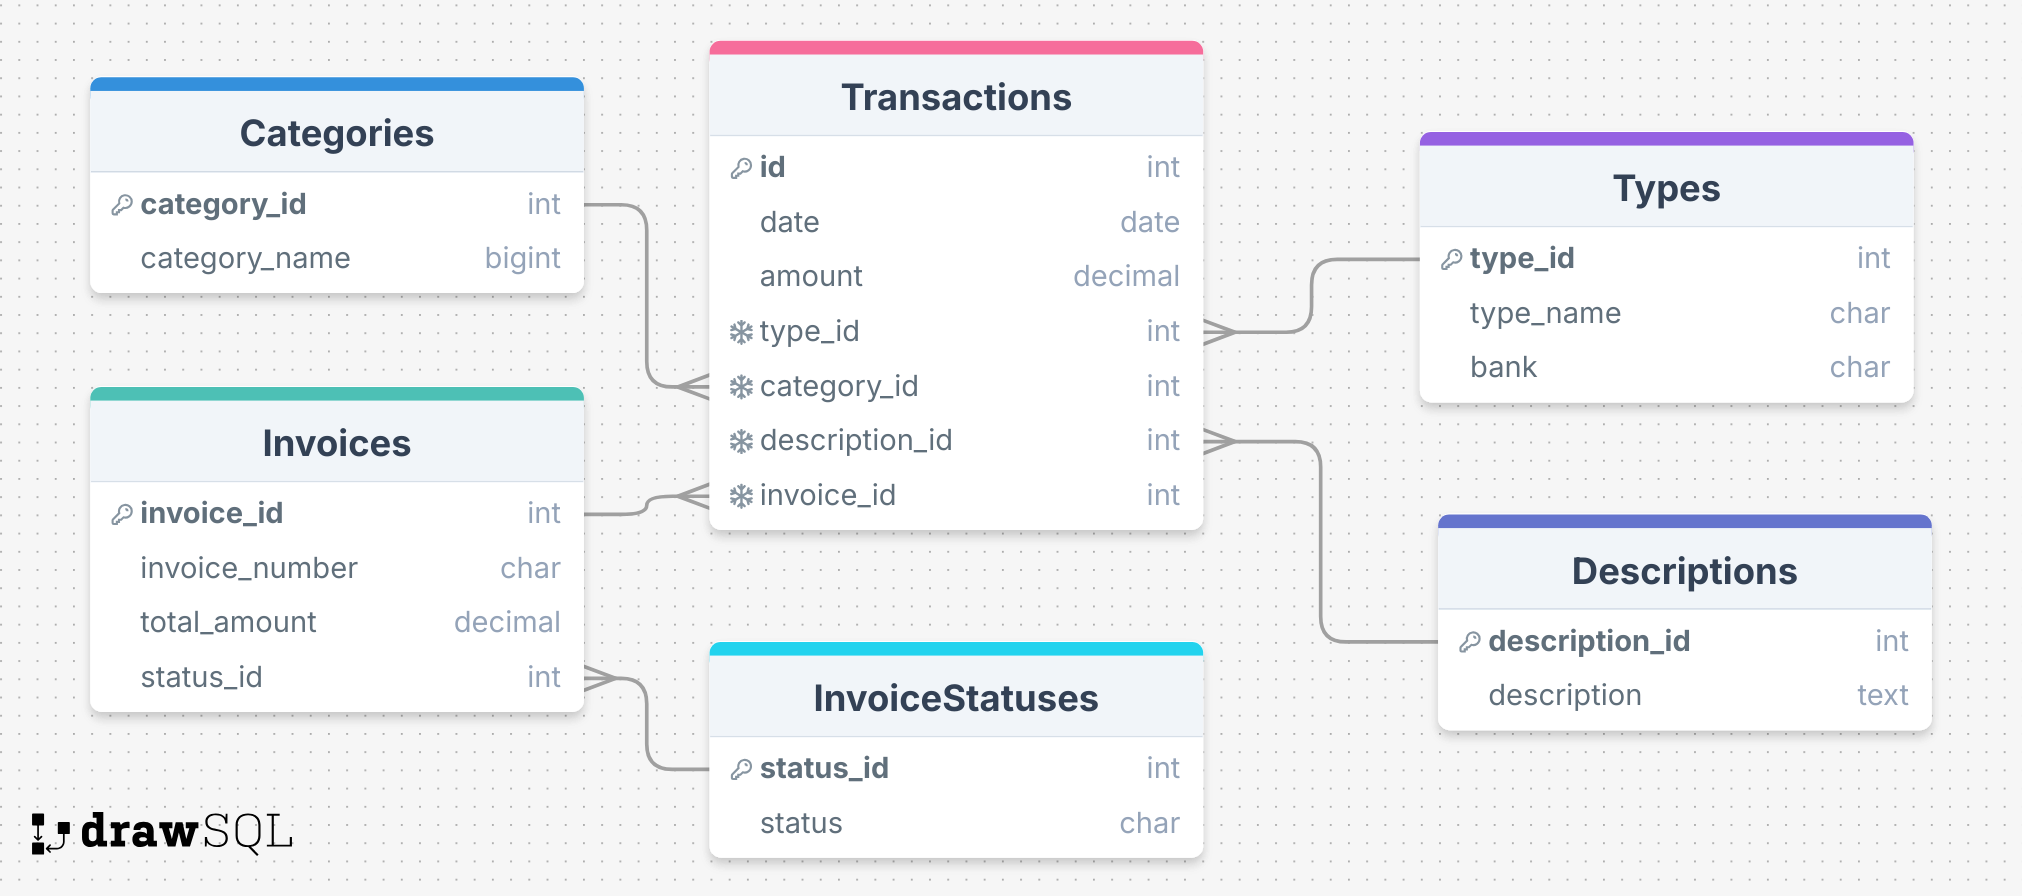 Categories
category_id int
category_name bigint
Invoices
invoice_id int
invoice_number char
total_amount decimal
status_id int
Transactions
id int
date date
amount decimal
type_id int
category_id int
description_id int
invoice_id int
InvoiceStatuses
status_id int
status char
Types
type_id int
type_name char
bank char
Descriptions
description_id int
description text
drawSQL